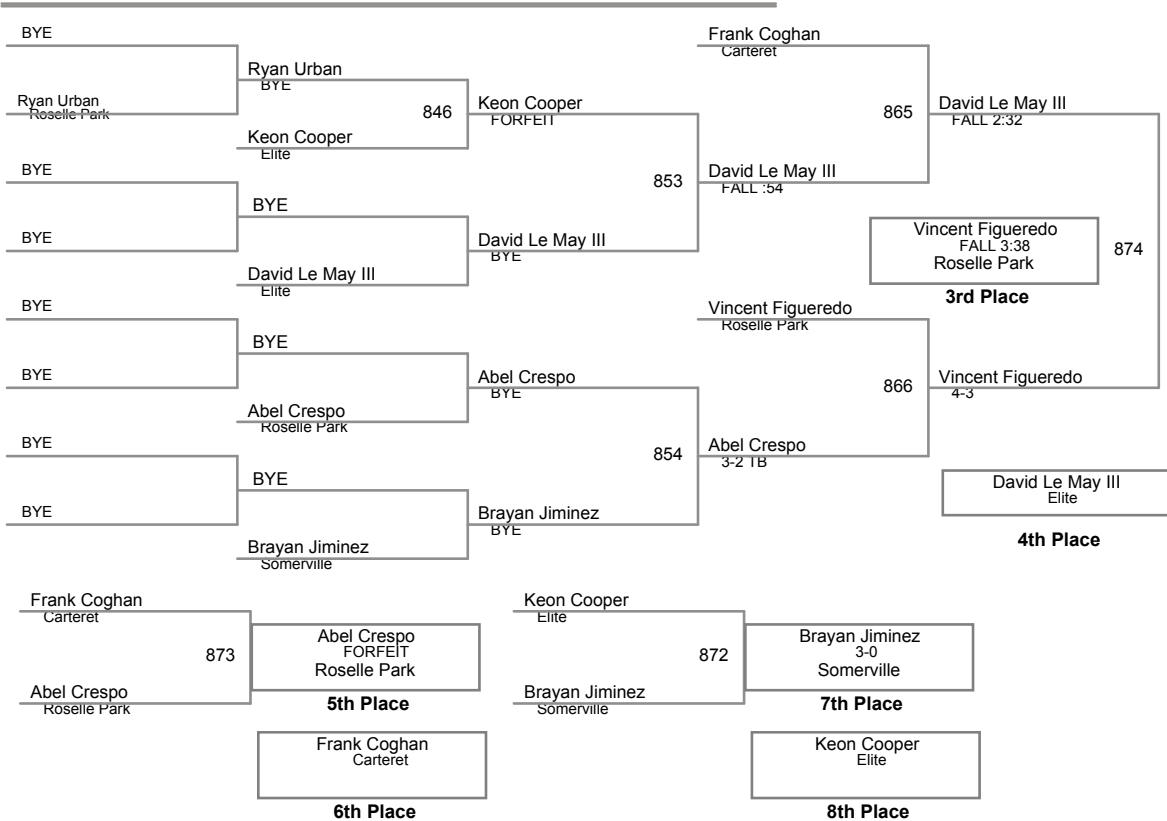 BYE
Frank Coghan
Carteret
Ryan Urban
BYE
Ryan Urban
Roselle Park
846
Keon Cooper
FORFEIT
865
David Le May III
FALL 2:32
Keon Cooper
Elite
BYE
853
David Le May III
FALL :54
BYE
Vincent Figueredo
FALL 3:38
Roselle Park
874
BYE
David Le May III
BYE
David Le May III
Elite
3rd Place
BYE
Vincent Figueredo
Roselle Park
BYE
BYE
Abel Crespo
BYE
866
Vincent Figueredo
4-3
Abel Crespo
Roselle Park
BYE
854
Abel Crespo
3-2 TB
BYE
David Le May III
Elite
BYE
Brayan Jiminez
BYE
4th Place
Brayan Jiminez
Somerville
Frank Coghan
Carteret
873
Abel Crespo
FORFEIT
Roselle Park
Abel Crespo
Roselle Park
5th Place
Frank Coghan
Carteret
6th Place
Keon Cooper
Elite
872
Brayan Jiminez
3-0
Somerville
Brayan Jiminez
Somerville
7th Place
Keon Cooper
Elite
8th Place